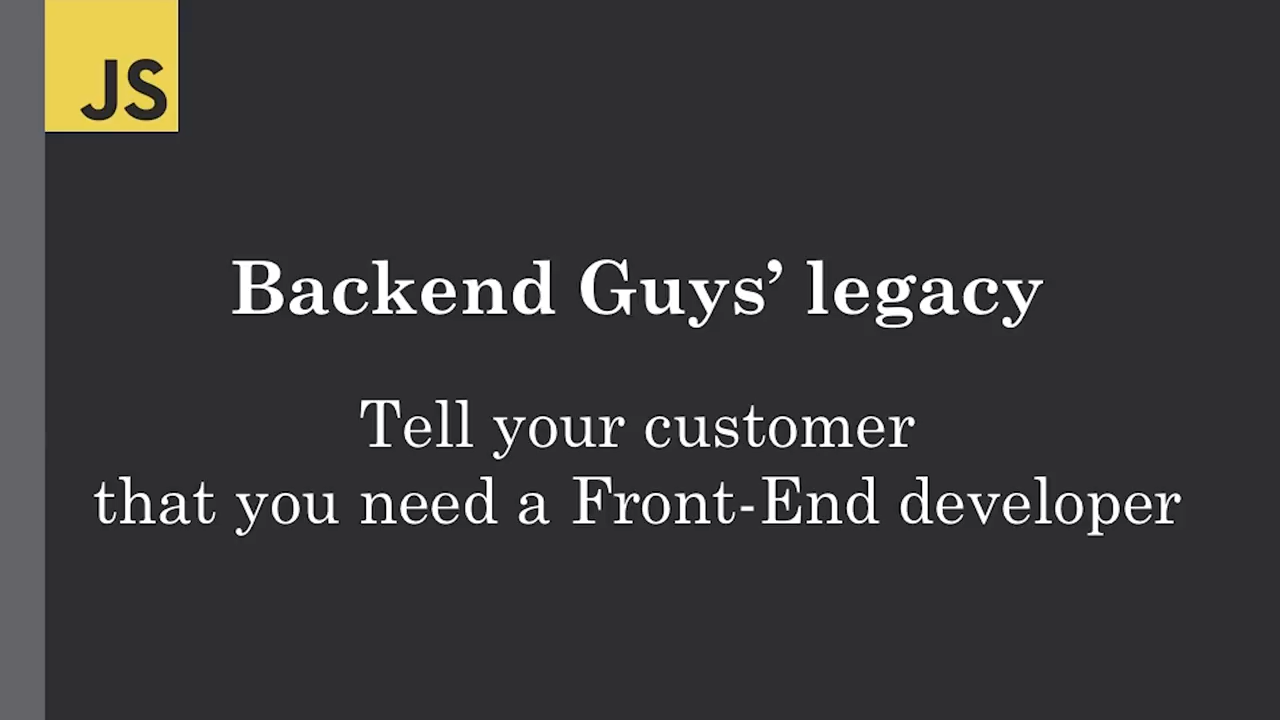 JS
Backend Guys’ legacy
Tell your customer
that you need a Front-End developer